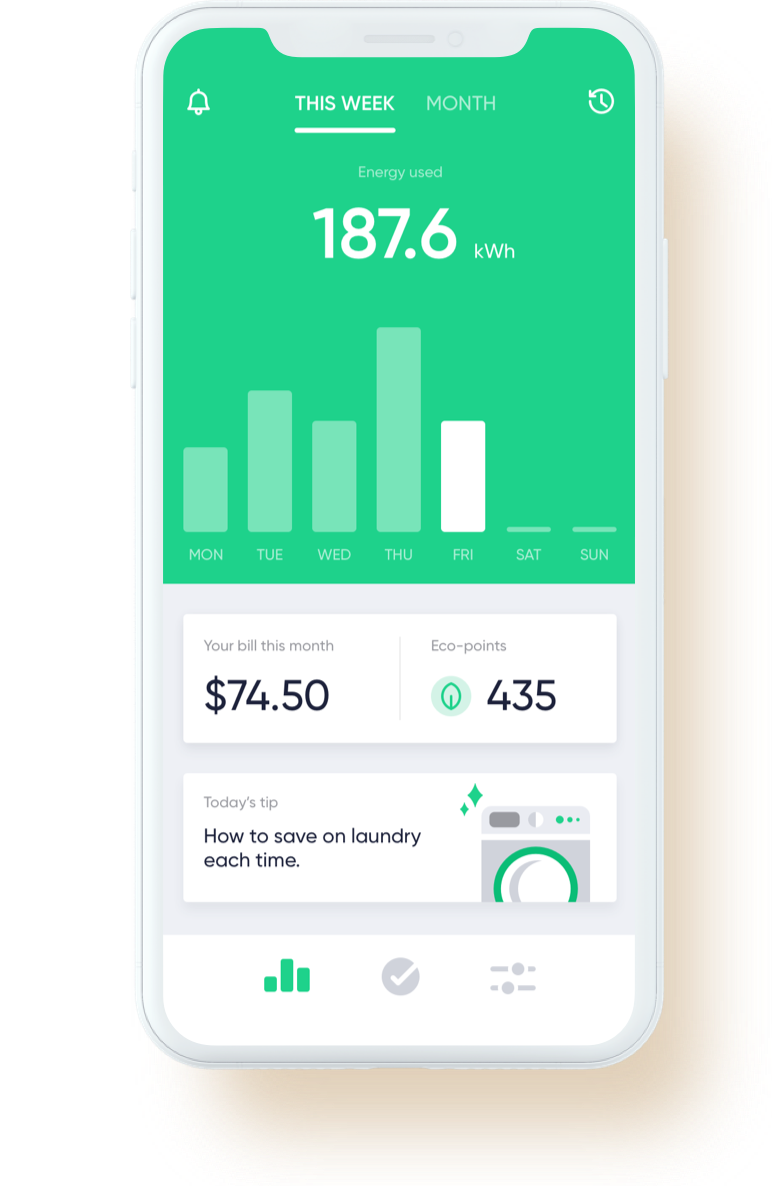 THIS WEEK MONTH
Energy used
187.6 kWh
MON TUE WED THU FRI SAT SUN
Your bill this month Eco-points
$74.50 435
Today’s tip
How to save on laundry
each time.